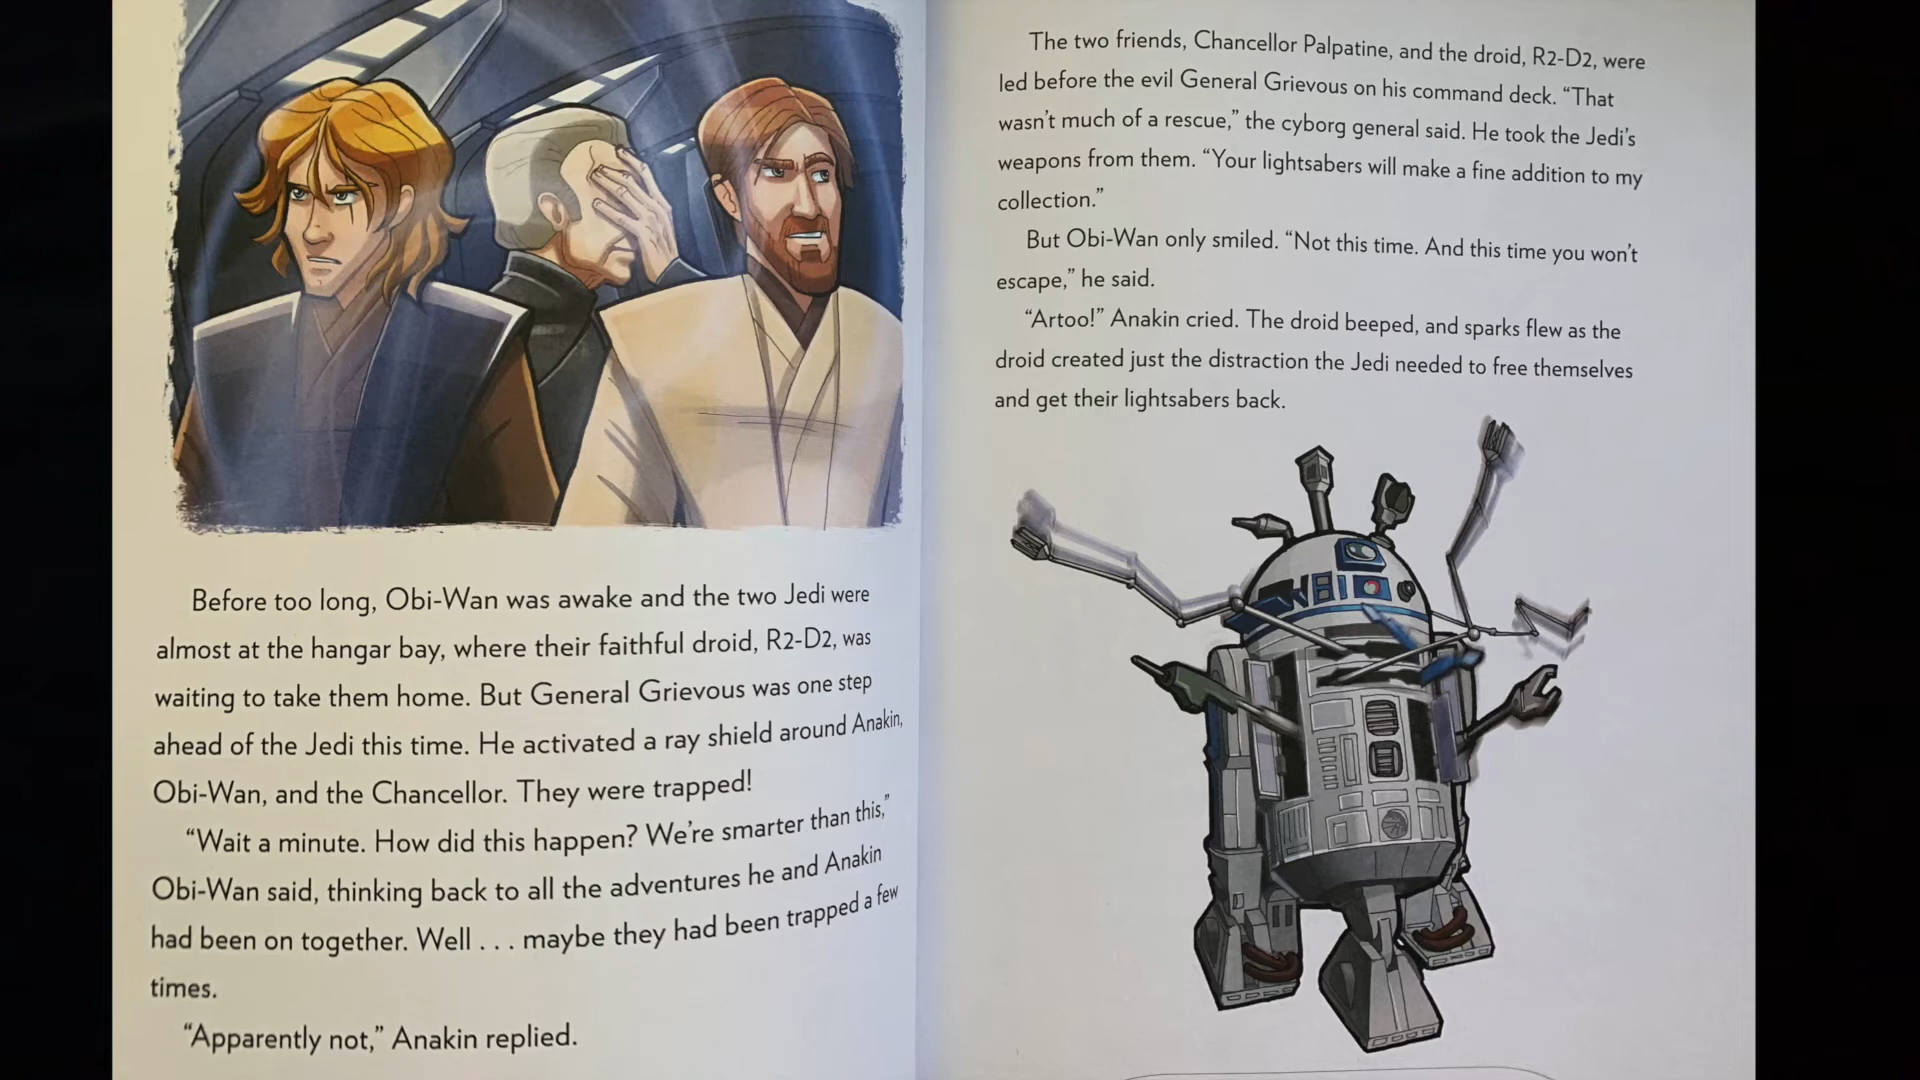 Before too long, Obi-Wan was awake and the two Jedi were
almost at the hangar bay, where their faithful droid, R2-D2, was
waiting to take them home. But General Grievous was one step
ahead of the Jedi this time. He activated a ray shield around Anakin,
Obi-Wan, and the Chancellor. They were trapped!
“Wait a minute. How did this happen? We’re smarter than this,”
Obi-Wan said, thinking back to all the adventures he and Anakin
had been on together. Well . . . maybe they had been trapped a few
times.
“Apparently not,” Anakin replied.
The two friends, Chancellor Palpatine, and the droid, R2-D2, were
led before the evil General Grievous on his command deck. “That
wasn’t much of a rescue,” the cyborg general said. He took the Jedi’s
weapons from them. “Your lightsabers will make a fine addition to my
collection.”
But Obi-Wan only smiled. “Not this time. And this time you won’t
escape,” he said.
“Artoo!” Anakin cried. The droid beeped, and sparks flew as the
droid created just the distraction the Jedi needed to free themselves
and get their lightsabers back.